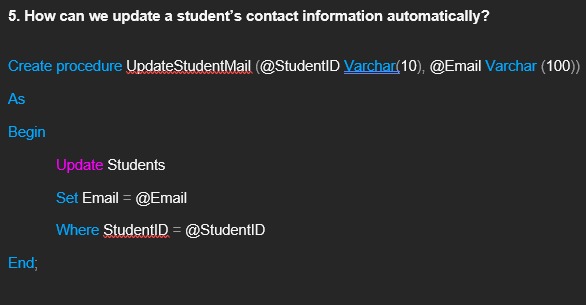 5. How can we update a student’s contact information automatically?
Create procedure UpdateStudentMail (@StudentID Varchar(10), @Email Varchar (100))
As
Begin
Update Students
Set Email = @Email
Where StudentID = @StudentID
End;